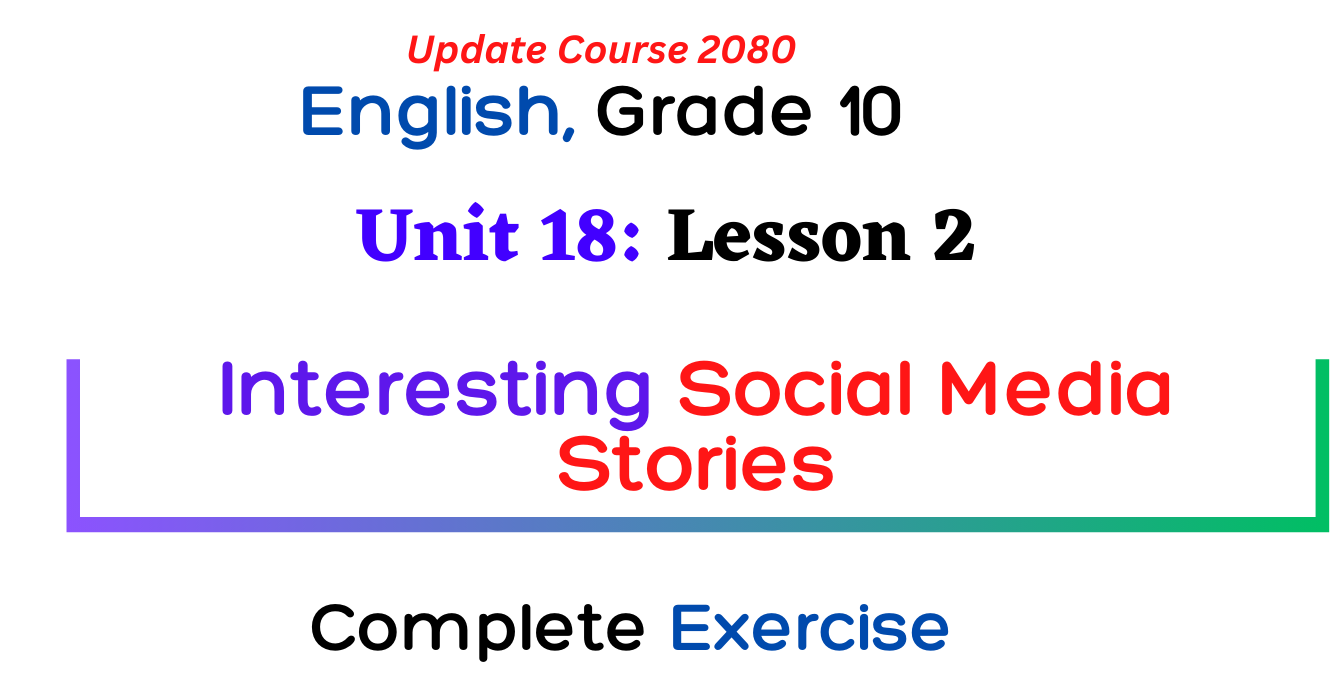 Update Course 2080
English, Grade 10
Unit 18: Lesson 2
Interesting Social Media
Stories
Complete Exercise